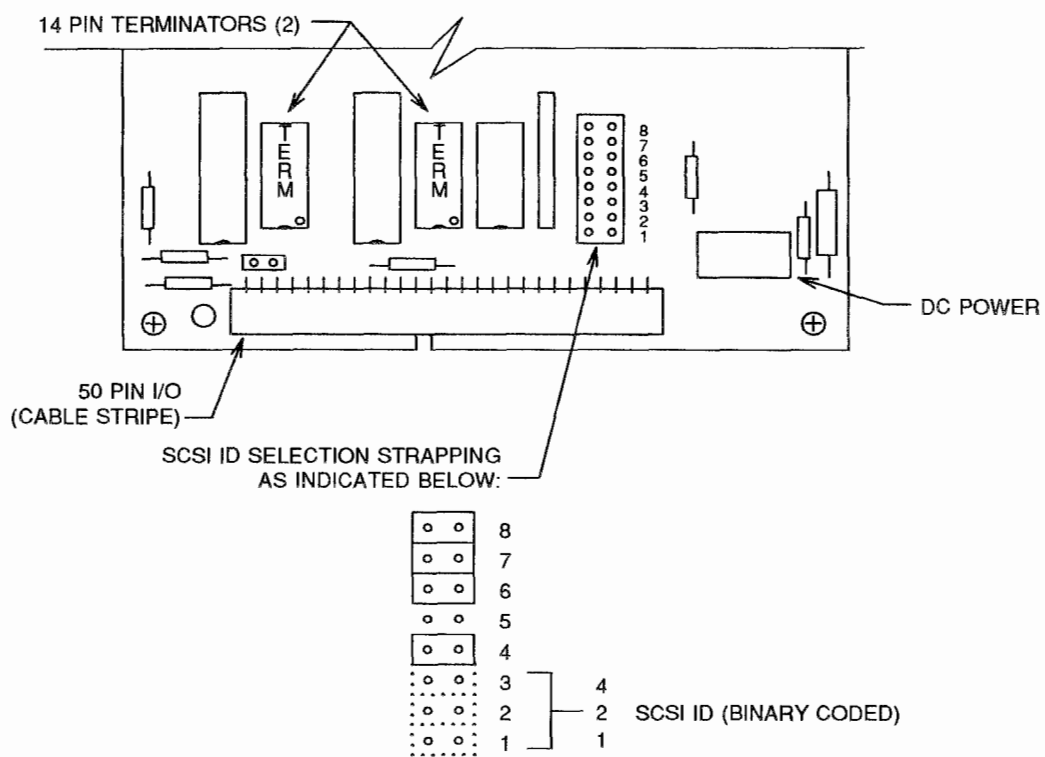 14 PIN TERMINATORS (2)
TERM
TERM
8
7
6
5
4
3
2
1
DC POWER
50 PIN I/O
(CABLE STRIPE)
SCSI ID SELECTION STRAPPING
AS INDICATED BELOW:
8
7
6
5
4
3 4
2 2 SCSI ID (BINARY CODED)
1 1